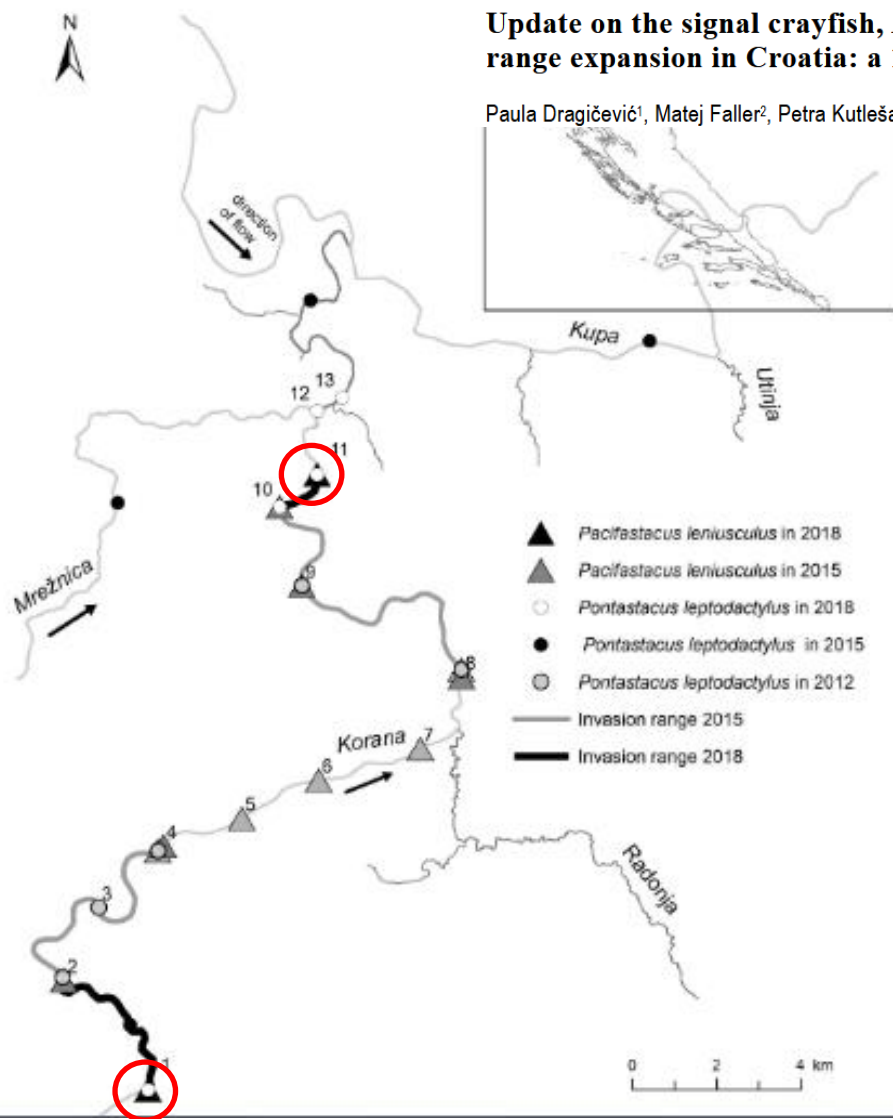 Update on the signal crayfish,
range expansion in Croatia: a
Paula Dragičević¹, Matej Faller², Petra Kutleša
N
direction
of flow
Kupa
Utinja
13
12
11
10
Mrežnica
9
8
Pacifastacus leniusculus in 2018
Pacifastacus leniusculus in 2015
Pontastacus leptodactylus in 2018
Pontastacus leptodactylus in 2015
Pontastacus leptodactylus in 2012
Invasion range 2015
Invasion range 2018
Korana
7
6
5
4
Radonja
3
2
1
0 2 4 km